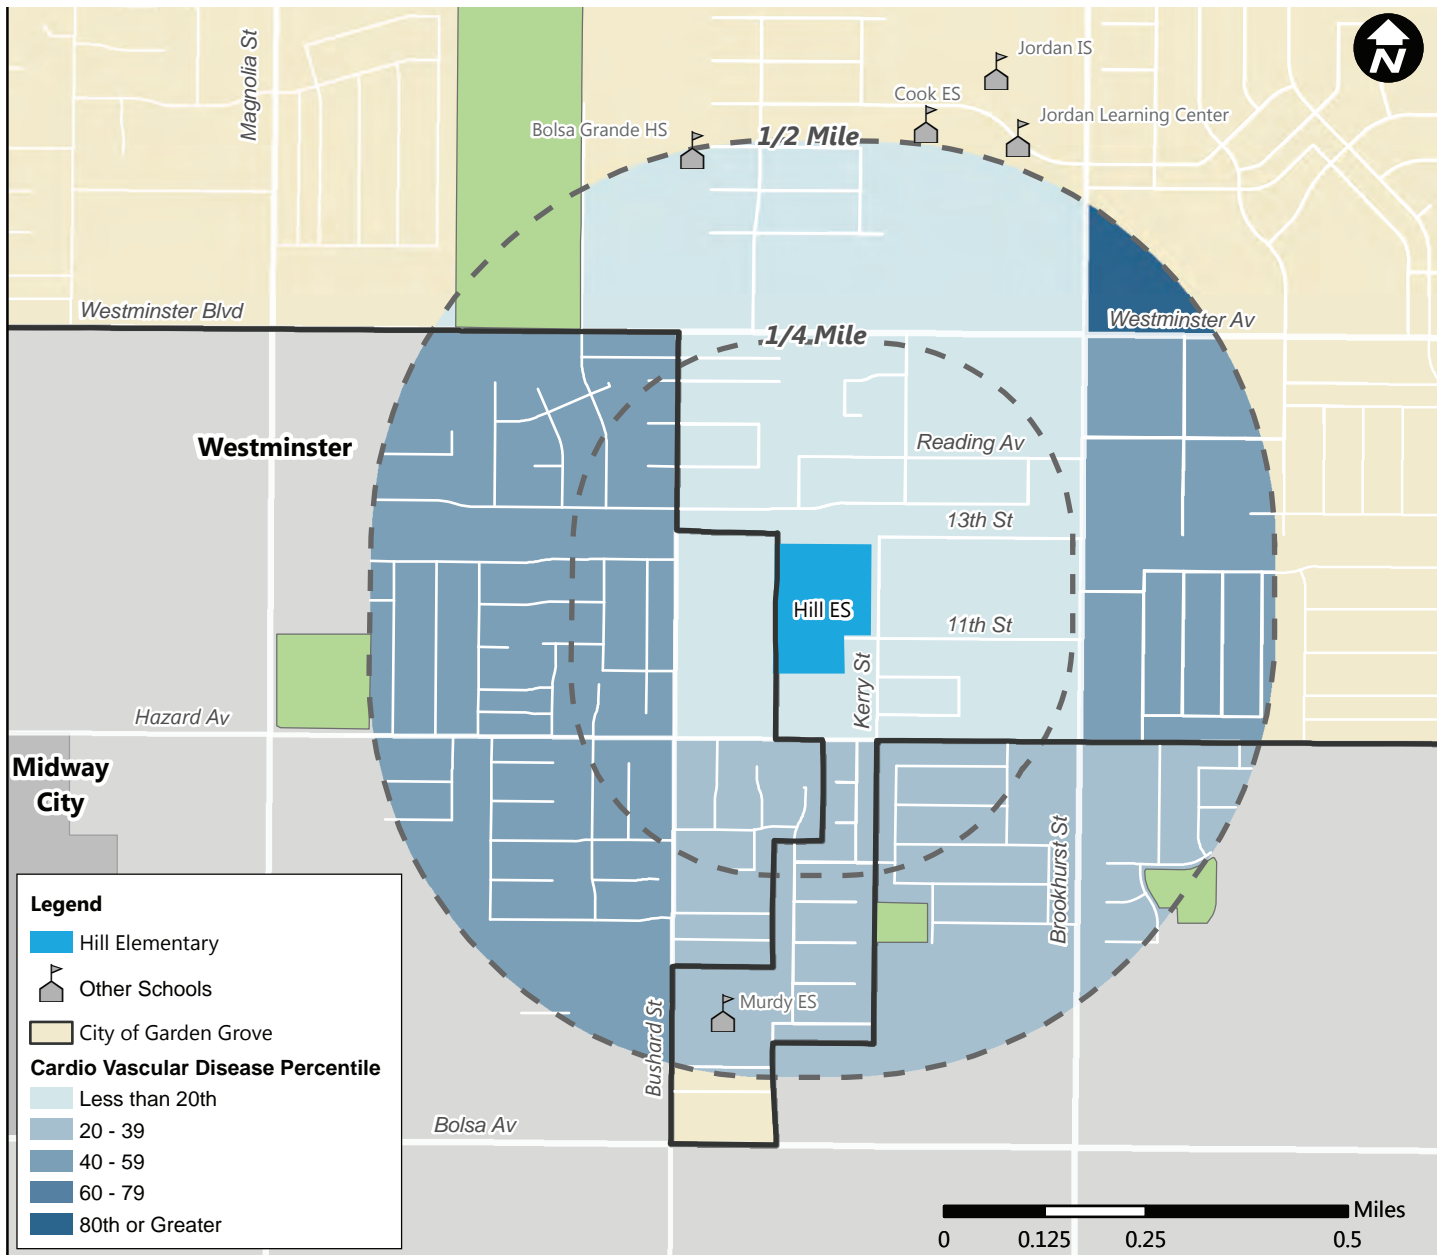 Magnolia St
Jordan IS
N
Cook ES
Jordan Learning Center
Bolsa Grande HS
1/2 Mile
Westminster Blvd
Westminster Av
1/4 Mile
Westminster
Reading Av
13th St
Hill ES
11th St
Kerry St
Hazard Av
Midway
City
Brookhurst St
Legend
Hill Elementary
Other Schools
City of Garden Grove
Cardio Vascular Disease Percentile
Less than 20th
20 - 39
40 - 59
60 - 79
80th or Greater
Murdy ES
Bushard St
Bolsa Av
Miles
0 0.125 0.25 0.5